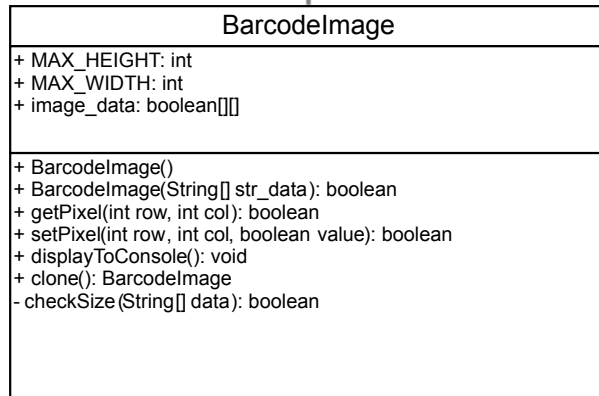 BarcodeImage
+ MAX_HEIGHT: int
+ MAX_WIDTH: int
+ image_data: boolean[][]
+ BarcodeImage()
+ BarcodeImage(String[] str_data): boolean
+ getPixel(int row, int col): boolean
+ setPixel(int row, int col, boolean value): boolean
+ displayToConsole(): void
+ clone(): BarcodeImage
- checkSize(String[] data): boolean